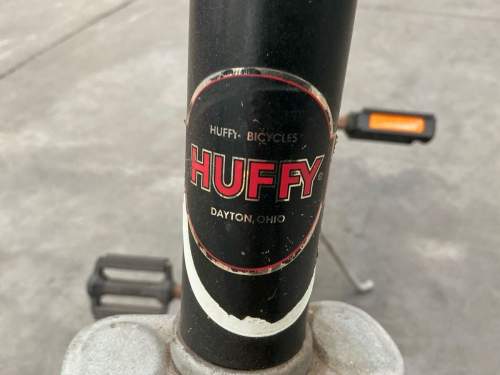 HUFFY BICYCLES
HUFFY®
DAYTON, OHIO